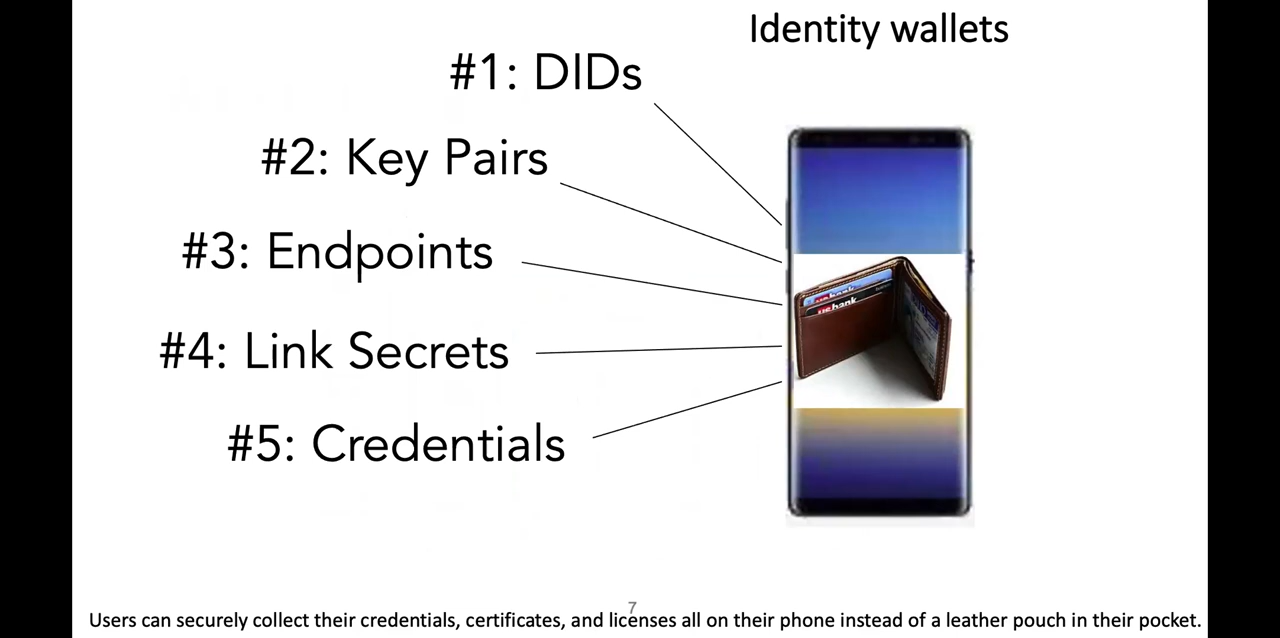 Identity wallets
#1: DIDs
#2: Key Pairs
#3: Endpoints
#4: Link Secrets
#5: Credentials
usbank
7
Users can securely collect their credentials, certificates, and licenses all on their phone instead of a leather pouch in their pocket.